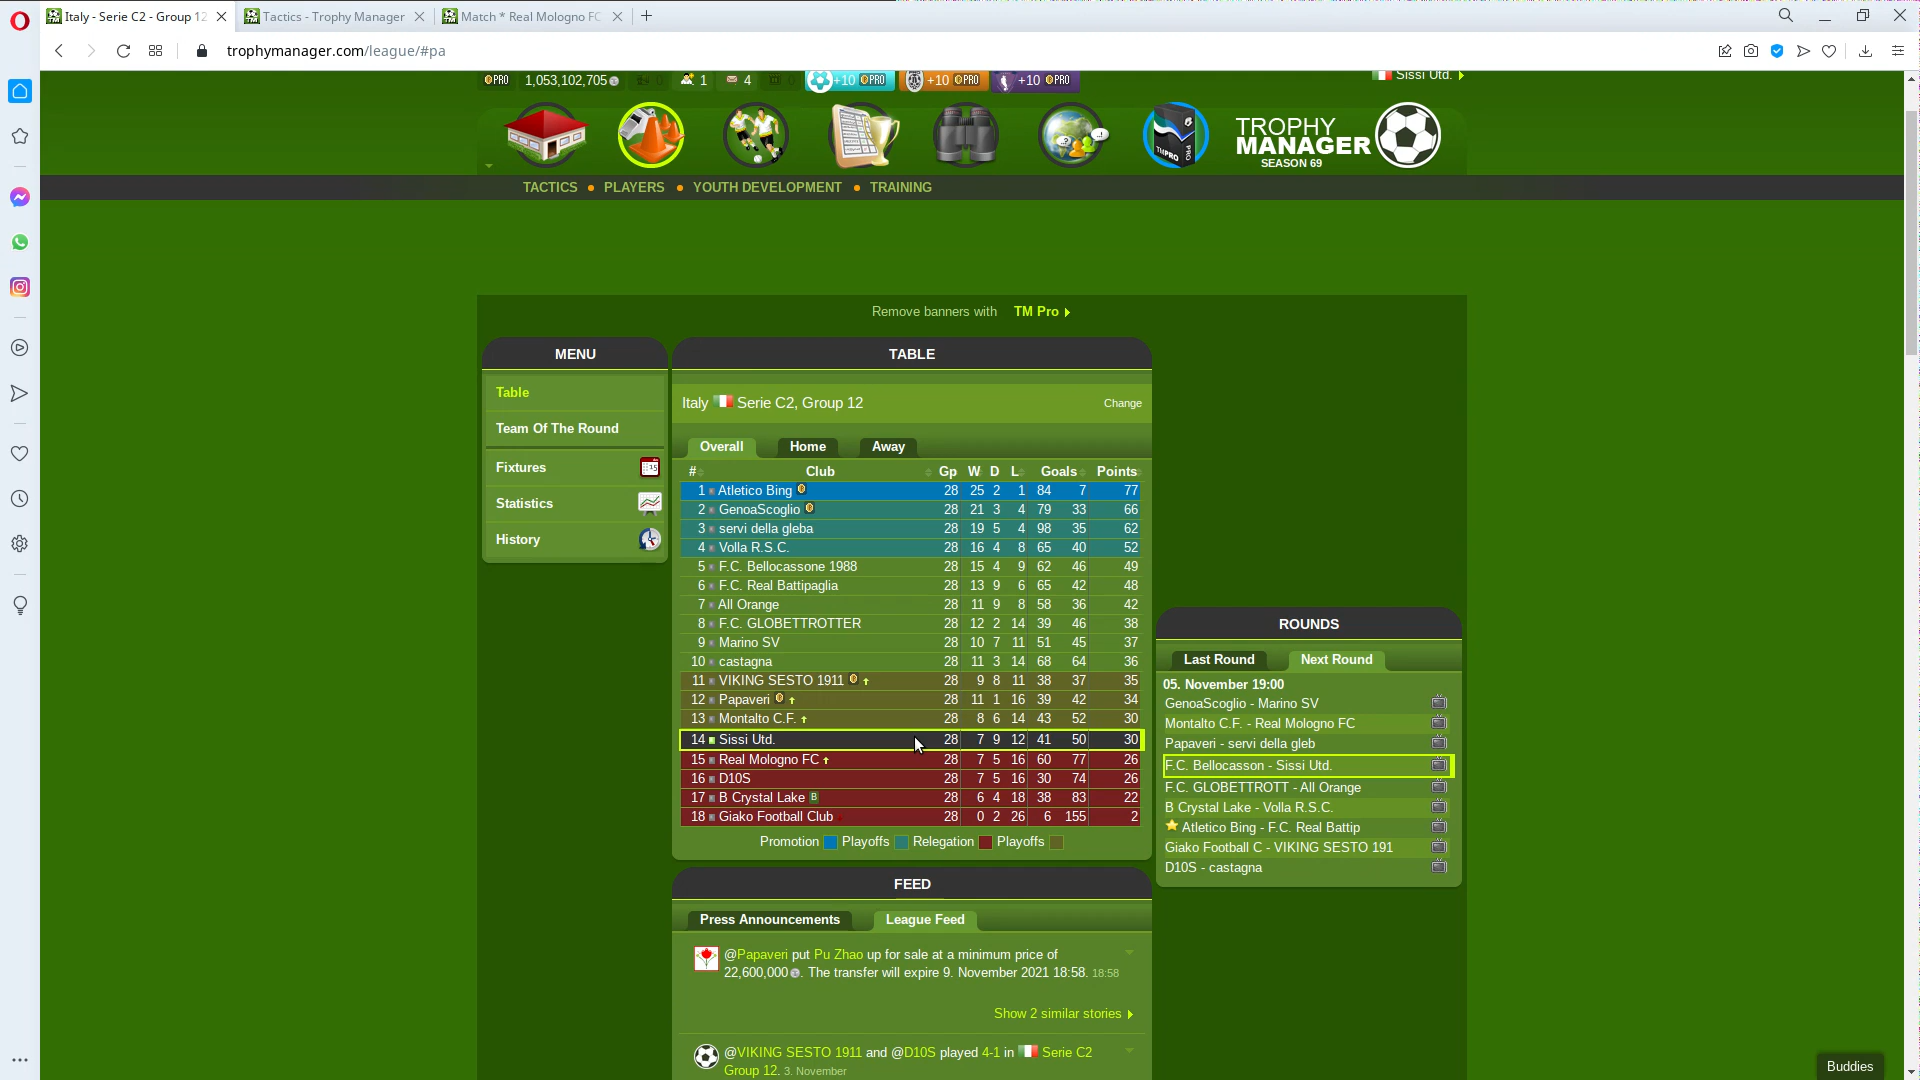 Italy - Serie C2 - Group 12
Tactics - Trophy Manager
Match * Real Mologno FC
trophymanager.com/league/#pa
PRO 1,053,102,705 0 1 4 0 +10 PRO +10 PRO +10 PRO
Sissi Utd.
TROPHY
MANAGER
SEASON 69
TACTICS PLAYERS YOUTH DEVELOPMENT TRAINING
Remove banners with TM Pro
MENU
Table
Team Of The Round
Fixtures
Statistics
History
TABLE
Italy Serie C2, Group 12 Change
Overall Home Away
# Club Gp W D L Goals Points
1 Atletico Bing 28 25 2 1 84 7 77
2 GenoaScoglio 28 21 3 4 79 33 66
3 servi della gleba 28 19 5 4 98 35 62
4 Volla R.S.C. 28 16 4 8 65 40 52
5 F.C. Bellocassone 1988 28 15 4 9 62 46 49
6 F.C. Real Battipaglia 28 13 9 6 65 42 48
7 All Orange 28 11 9 8 58 36 42
8 F.C. GLOBETTROTTER 28 12 2 14 39 46 38
9 Marino SV 28 10 7 11 51 45 37
10 castagna 28 11 3 14 68 64 36
11 VIKING SESTO 1911 28 9 8 11 38 37 35
12 Papaveri 28 11 1 16 39 42 34
13 Montalto C.F. 28 8 6 14 43 52 30
14 Sissi Utd. 28 7 9 12 41 50 30
15 Real Mologno FC 28 7 5 16 60 77 26
16 D10S 28 7 5 16 30 74 26
17 B Crystal Lake B 28 6 4 18 38 83 22
18 Giako Football Club 28 0 2 26 6 155 2
Promotion Playoffs Relegation Playoffs
ROUNDS
Last Round Next Round
05. November 19:00
GenoaScoglio - Marino SV
Montalto C.F. - Real Mologno FC
Papaveri - servi della gleb
F.C. Bellocasson - Sissi Utd.
F.C. GLOBETTROTT - All Orange
B Crystal Lake - Volla R.S.C.
Atletico Bing - F.C. Real Battip
Giako Football C - VIKING SESTO 191
D10S - castagna
FEED
Press Announcements League Feed
@Papaveri put Pu Zhao up for sale at a minimum price of
22,600,000. The transfer will expire 9. November 2021 18:58. 18:58
Show 2 similar stories
@VIKING SESTO 1911 and @D10S played 4-1 in Serie C2
Group 12. 3. November
Buddies